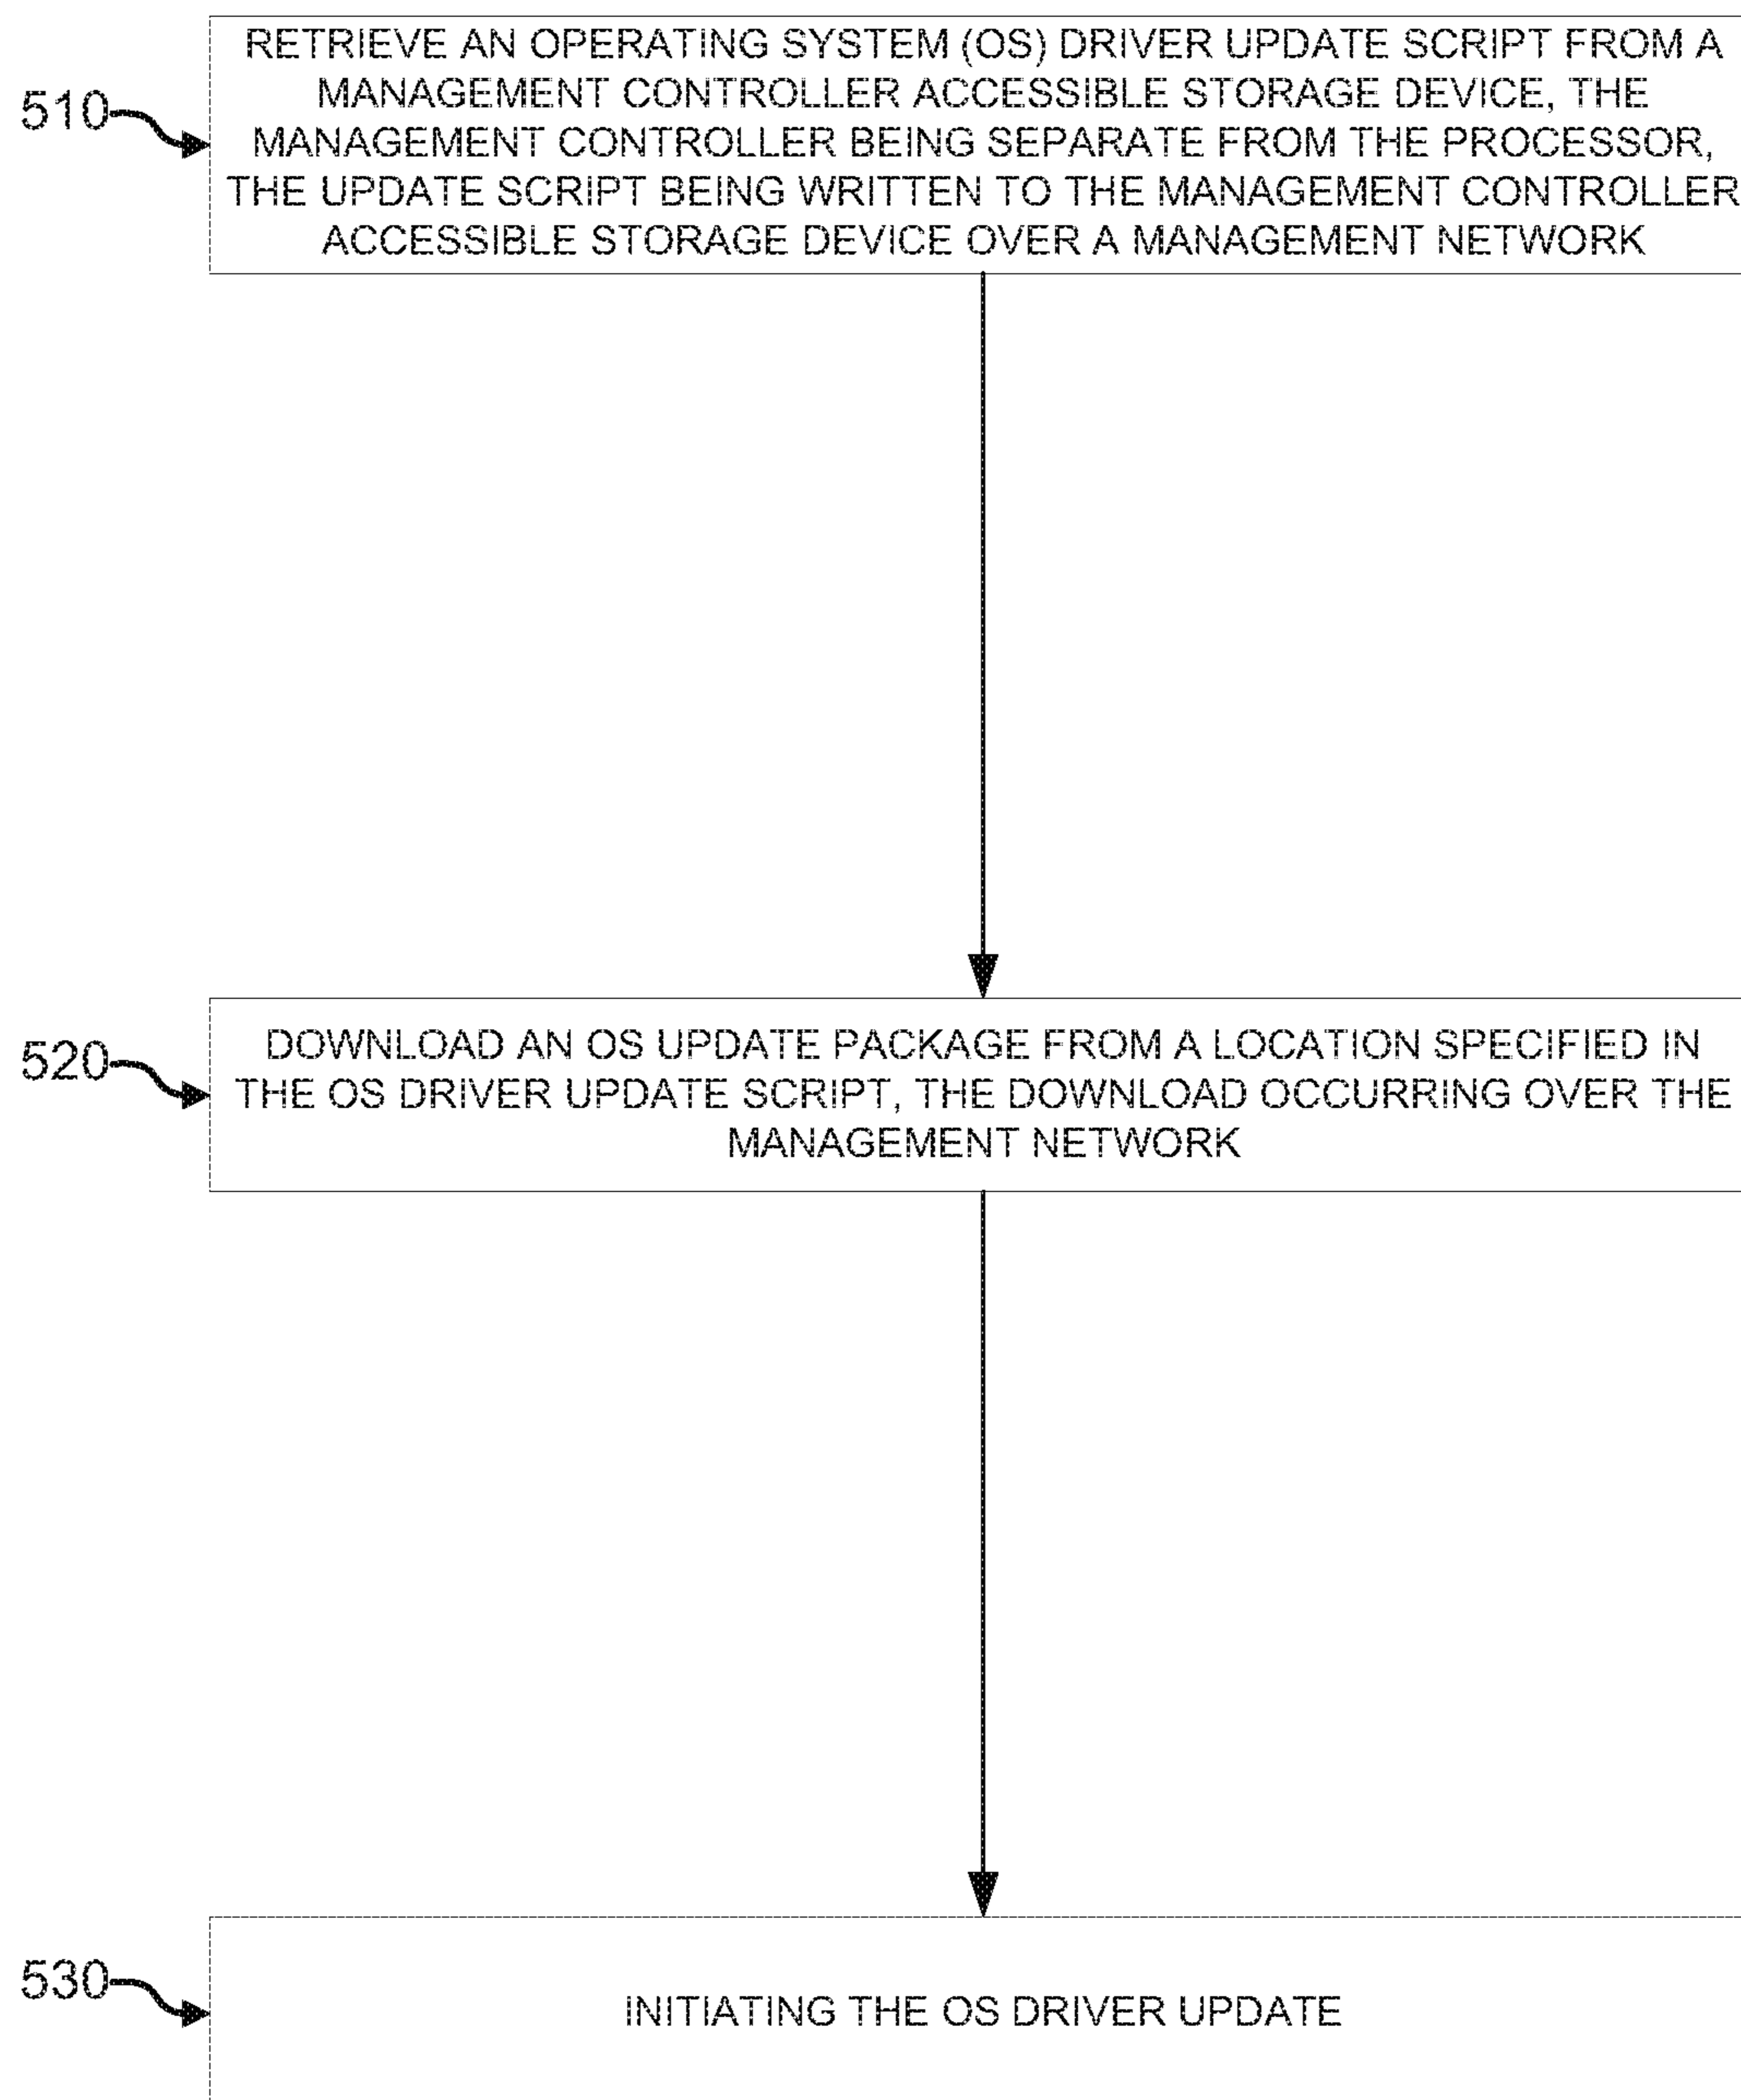 RETRIEVE AN OPERATING SYSTEM (OS) DRIVER UPDATE SCRIPT FROM A
MANAGEMENT CONTROLLER ACCESSIBLE STORAGE DEVICE, THE
510
MANAGEMENT CONTROLLER BEING SEPARATE FROM THE PROCESSOR,
THE UPDATE SCRIPT BEING WRITTEN TO THE MANAGEMENT CONTROLLER
ACCESSIBLE STORAGE DEVICE OVER A MANAGEMENT NETWORK
520
DOWNLOAD AN OS UPDATE PACKAGE FROM A LOCATION SPECIFIED IN
THE OS DRIVER UPDATE SCRIPT, THE DOWNLOAD OCCURRING OVER THE
MANAGEMENT NETWORK
530
INITIATING THE OS DRIVER UPDATE